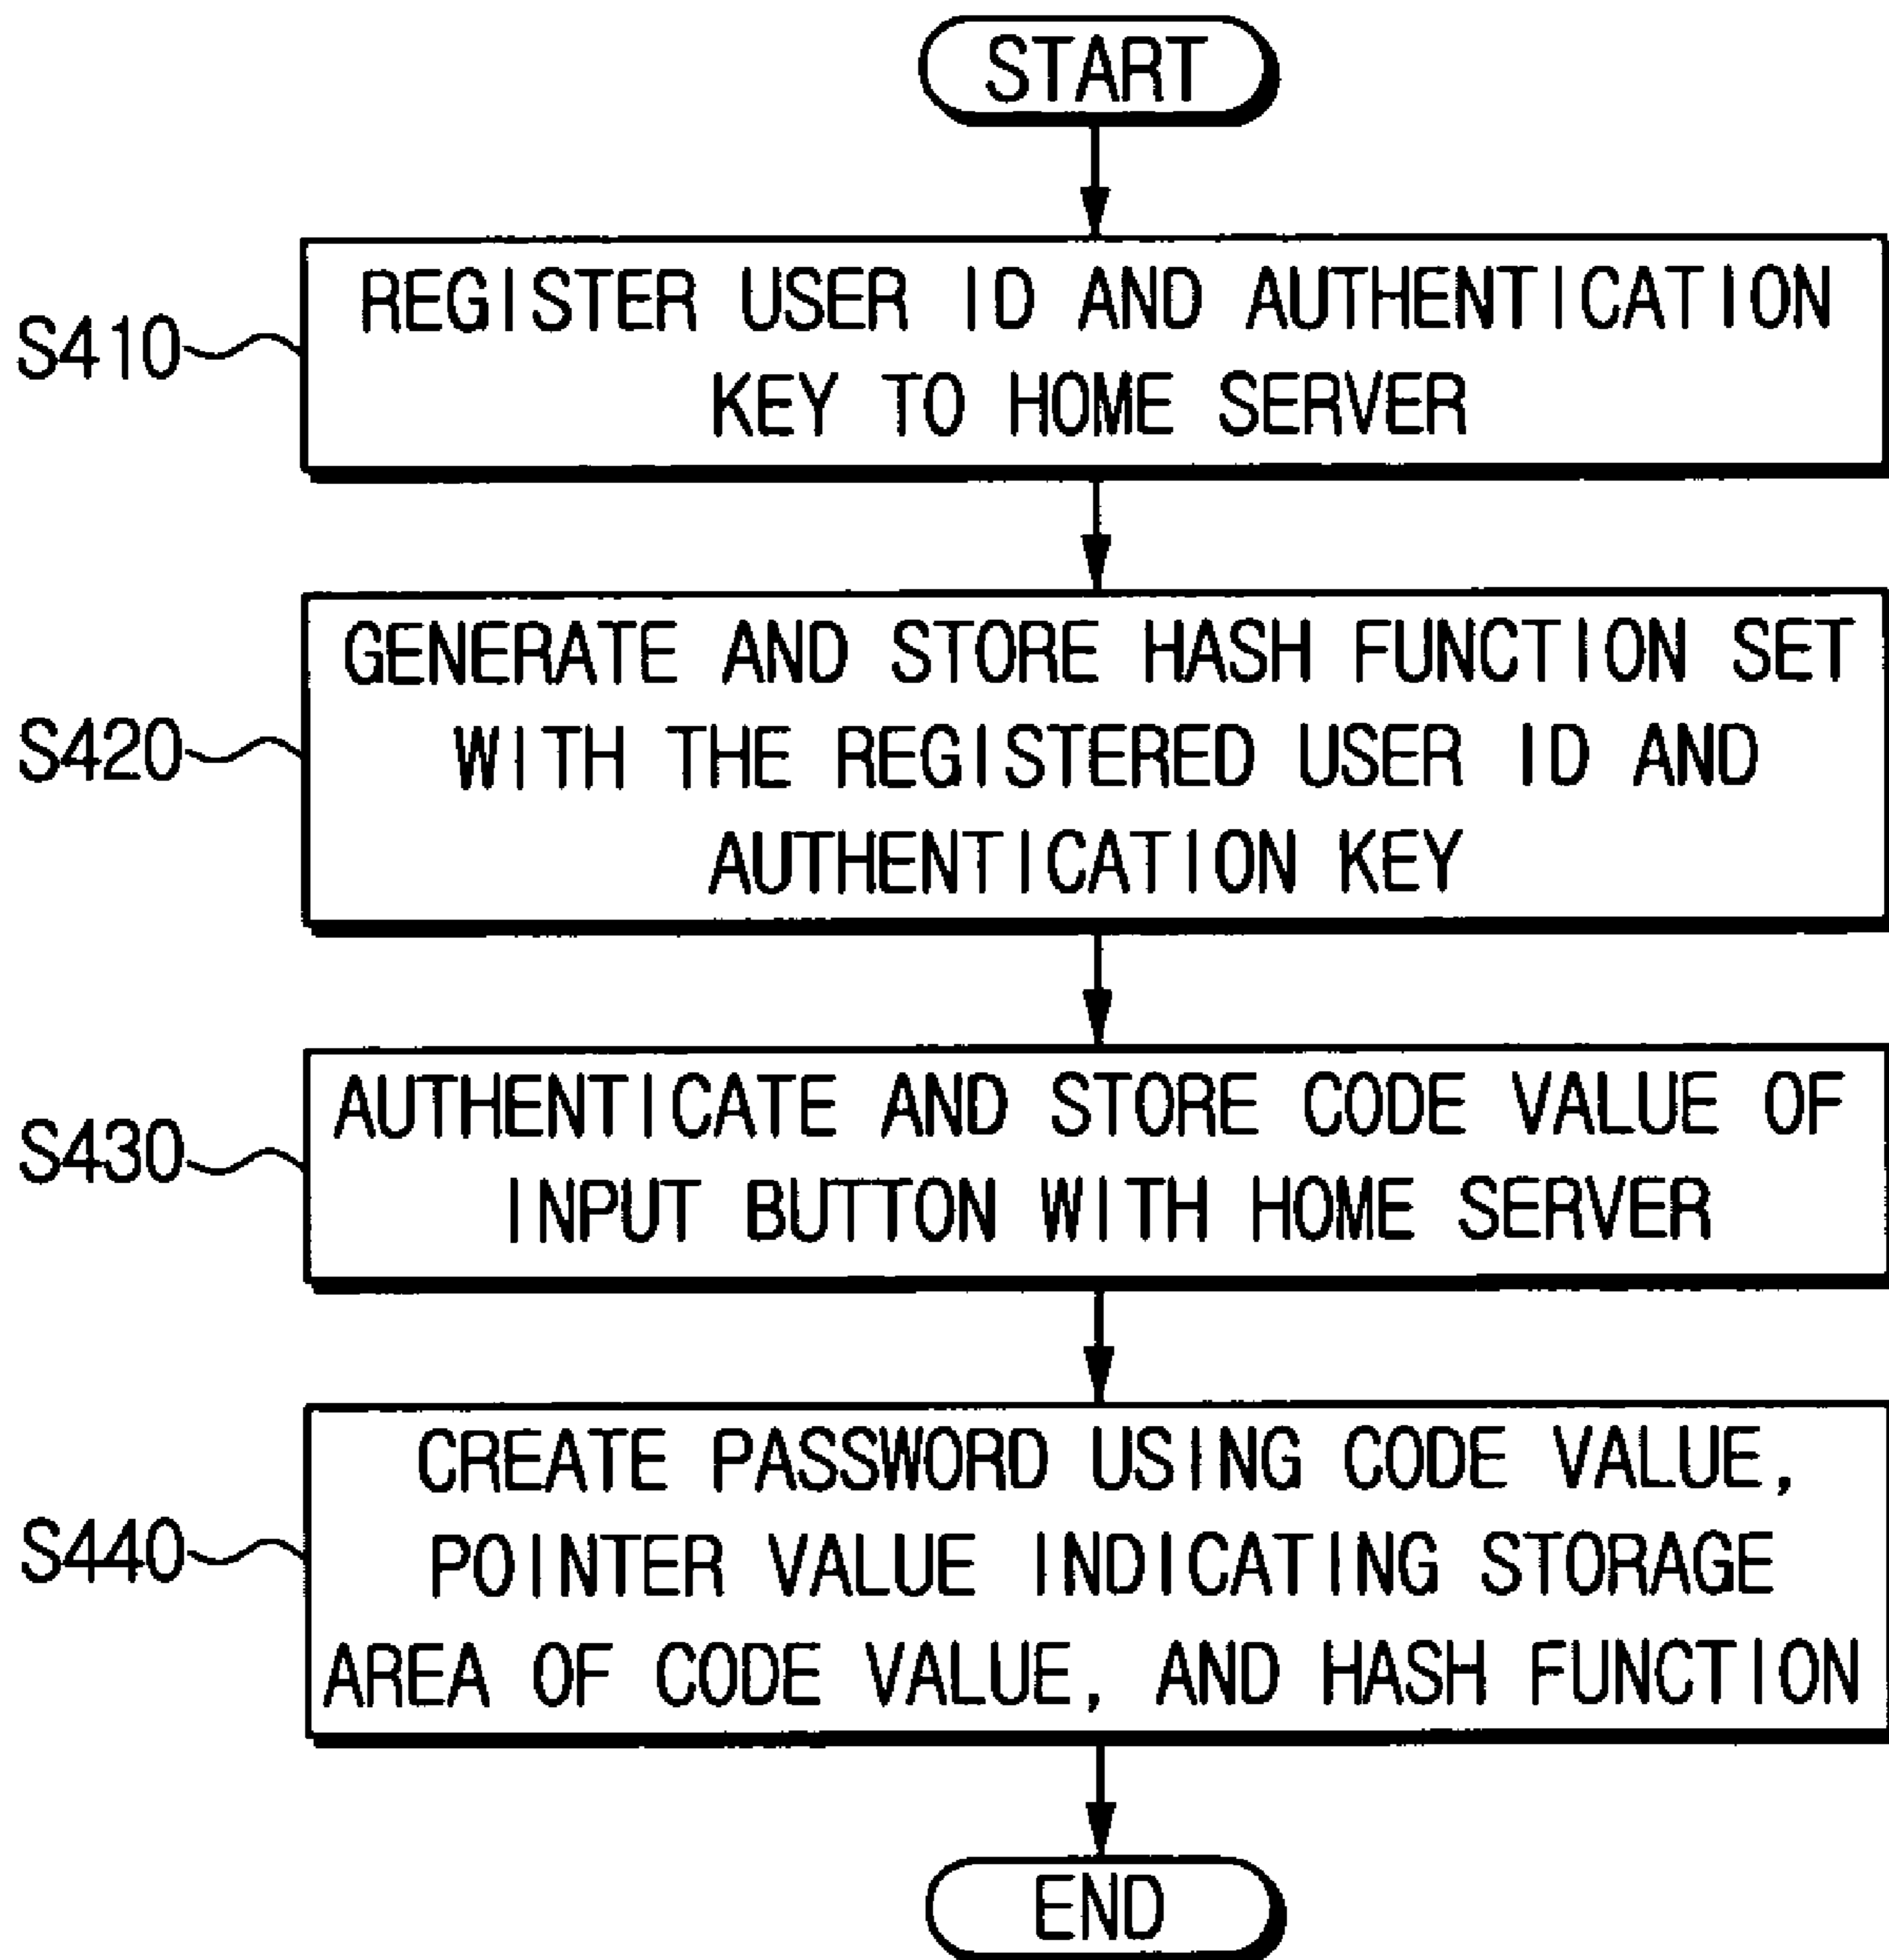 START
S410
REGISTER USER ID AND AUTHENTICATION
KEY TO HOME SERVER
S420
GENERATE AND STORE HASH FUNCTION SET
WITH THE REGISTERED USER ID AND
AUTHENTICATION KEY
S430
AUTHENTICATE AND STORE CODE VALUE OF
INPUT BUTTON WITH HOME SERVER
S440
CREATE PASSWORD USING CODE VALUE,
POINTER VALUE INDICATING STORAGE
AREA OF CODE VALUE, AND HASH FUNCTION
END